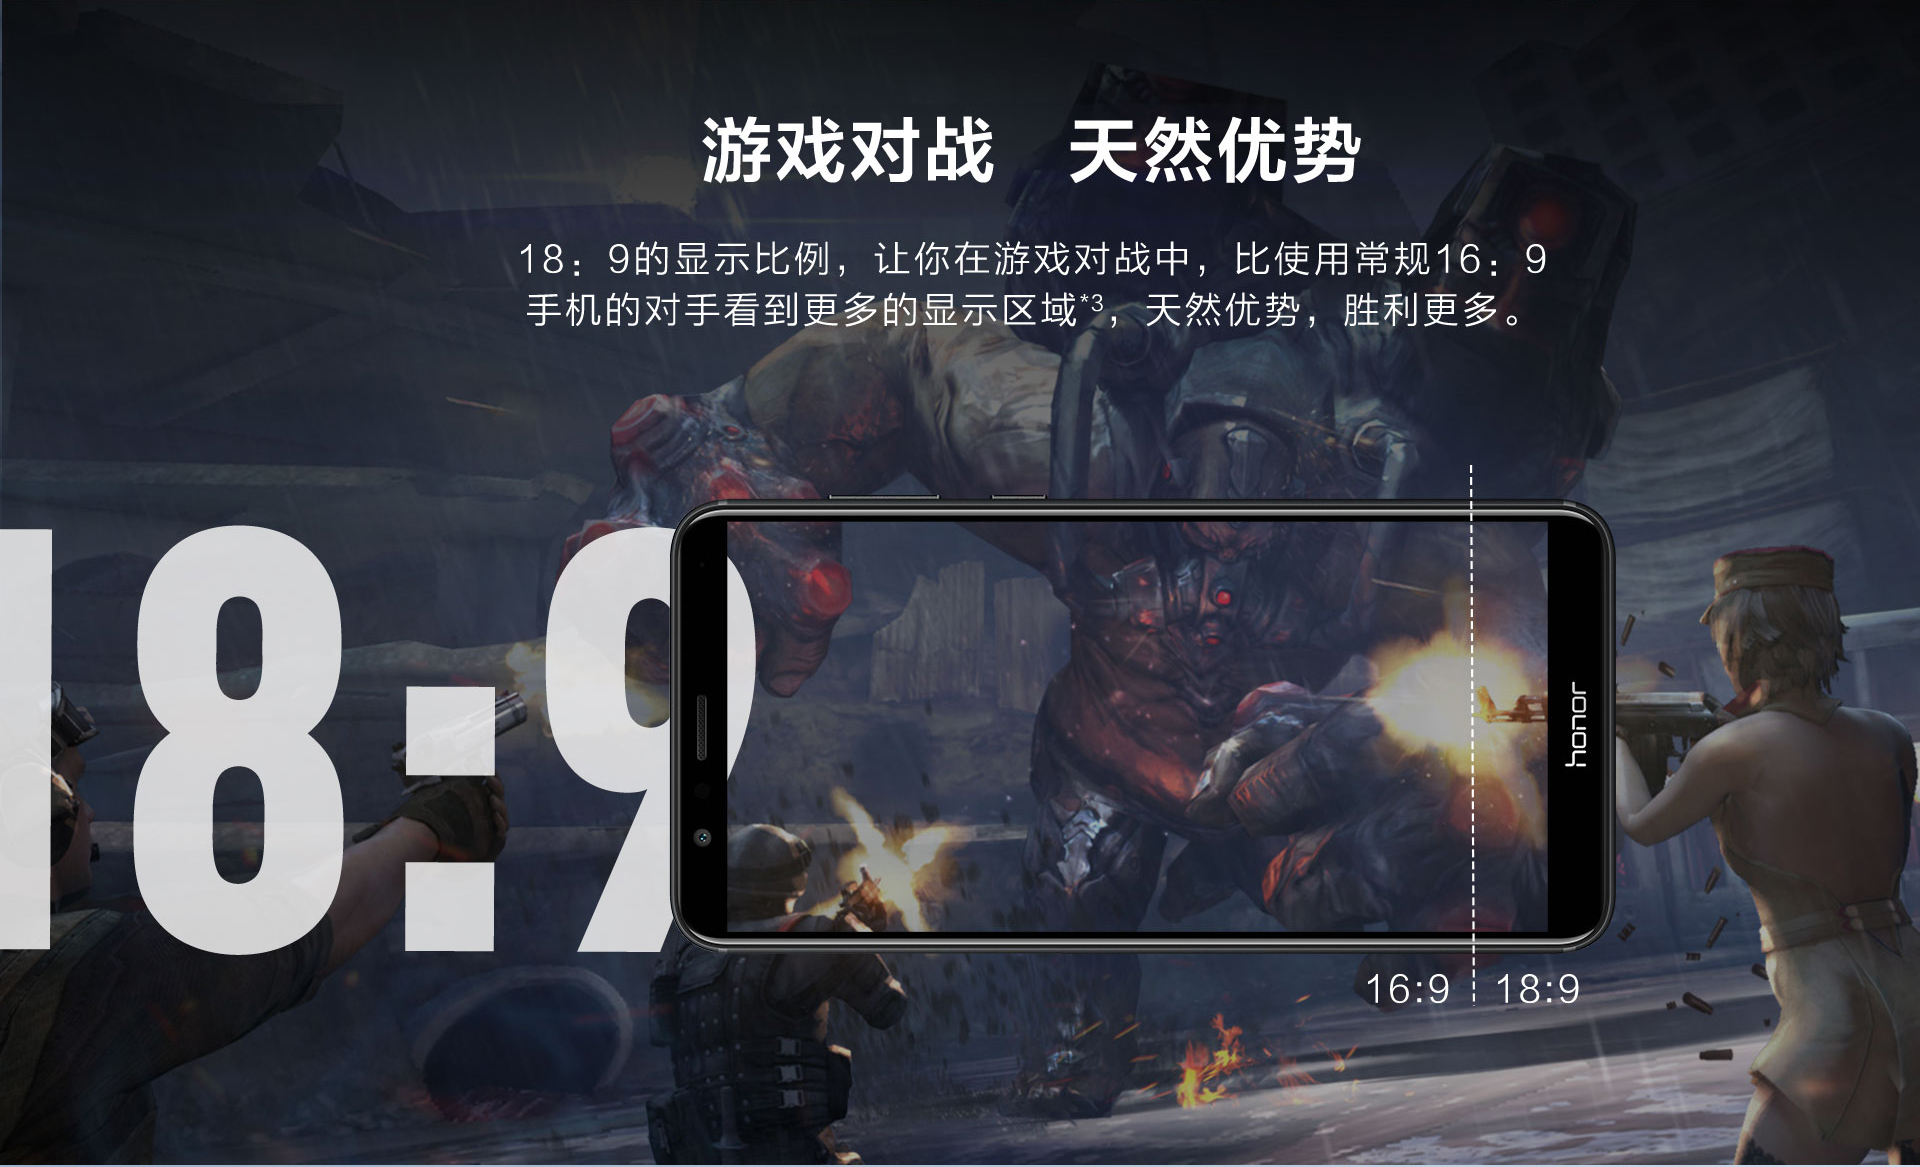 游戏对战 天然优势
18：9的显示比例，让你在游戏对战中，比使用常规16：9
手机的对手看到更多的显示区域*3，天然优势，胜利更多。
18:9
honor
16:9 18:9